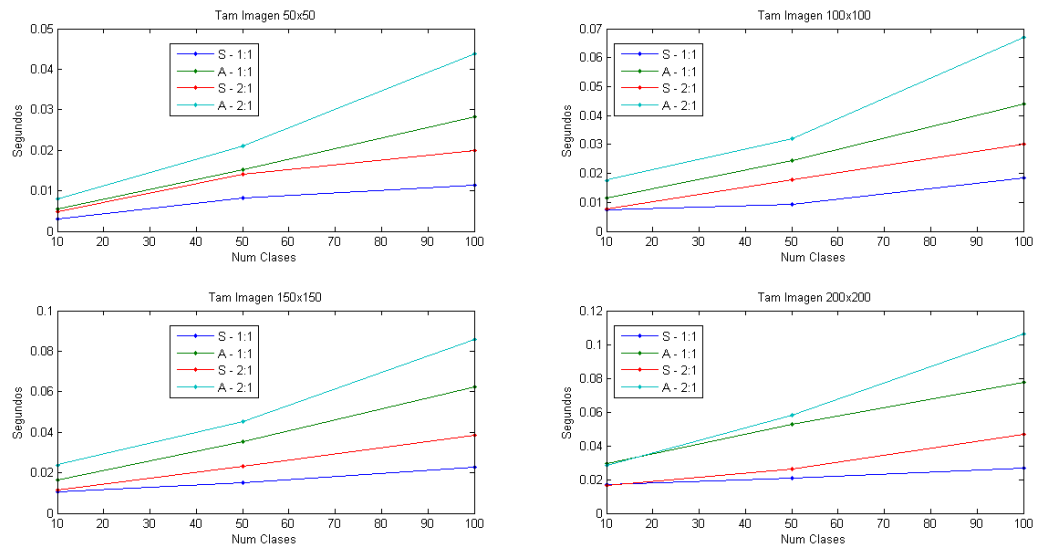 Tam Imagen 50x50
0.05
0.04
0.03
0.02
0.01
0
Segundos
S - 1:1
A - 1:1
S - 2:1
A - 2:1
10 20 30 40 50 60 70 80 90 100
Num Clases
Tam Imagen 100x100
0.07
0.06
0.05
0.04
0.03
0.02
0.01
0
Segundos
S - 1:1
A - 1:1
S - 2:1
A - 2:1
10 20 30 40 50 60 70 80 90 100
Num Clases
Tam Imagen 150x150
0.1
0.08
0.06
0.04
0.02
0
Segundos
S - 1:1
A - 1:1
S - 2:1
A - 2:1
10 20 30 40 50 60 70 80 90 100
Num Clases
Tam Imagen 200x200
0.12
0.1
0.08
0.06
0.04
0.02
0
Segundos
S - 1:1
A - 1:1
S - 2:1
A - 2:1
10 20 30 40 50 60 70 80 90 100
Num Clases